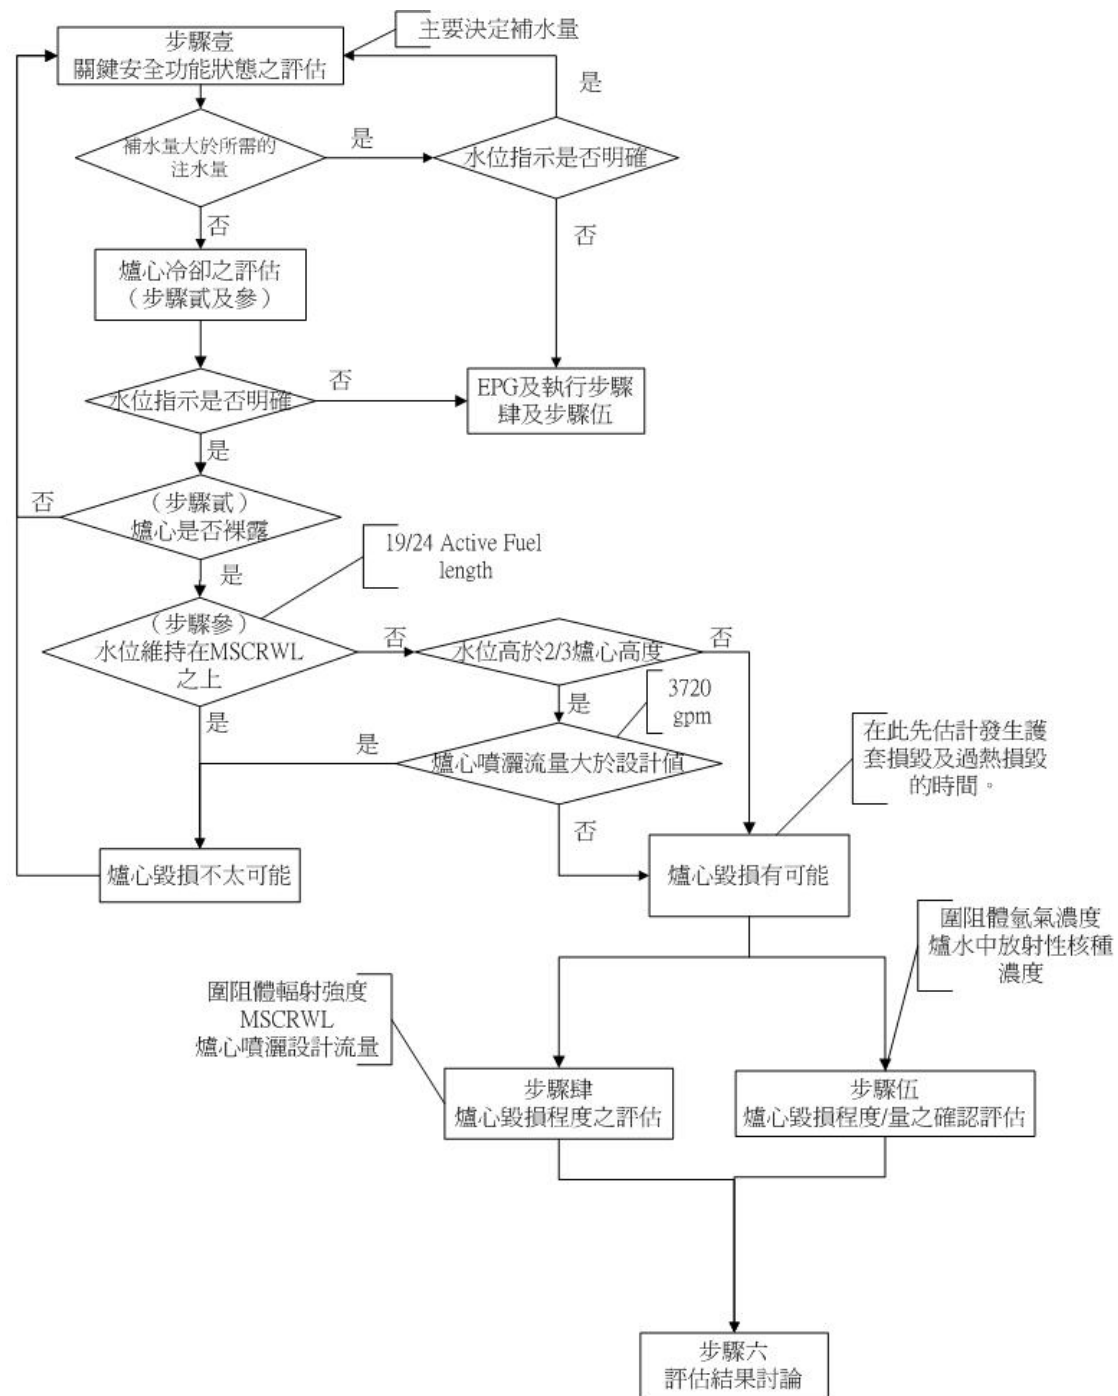 主要決定補水量
步驟壹
關鍵安全功能狀態之評估
是
補水量大於所需的
注水量
是
水位指示是否明確
否
否
爐心冷卻之評估
(步驟貳及參)
水位指示是否明確
否
EPG及執行步驟
肆及步驟伍
是
(步驟貳)
爐心是否裸露
否
是
19/24 Active Fuel
length
(步驟參)
水位維持在MSCRWL
之上
否
水位高於2/3爐心高度
否
是
是
3720
gpm
是
爐心噴灑流量大於設計值
在此先估計發生護
套損毀及過熱損毀
的時間。
否
爐心毀損不太可能
爐心毀損有可能
圍阻體氫氣濃度
爐水中放射性核種
濃度
圍阻體輻射強度
MSCRWL
爐心噴灑設計流量
步驟肆
爐心毀損程度之評估
步驟伍
爐心毀損程度/量之確認評估
步驟六
評估結果討論